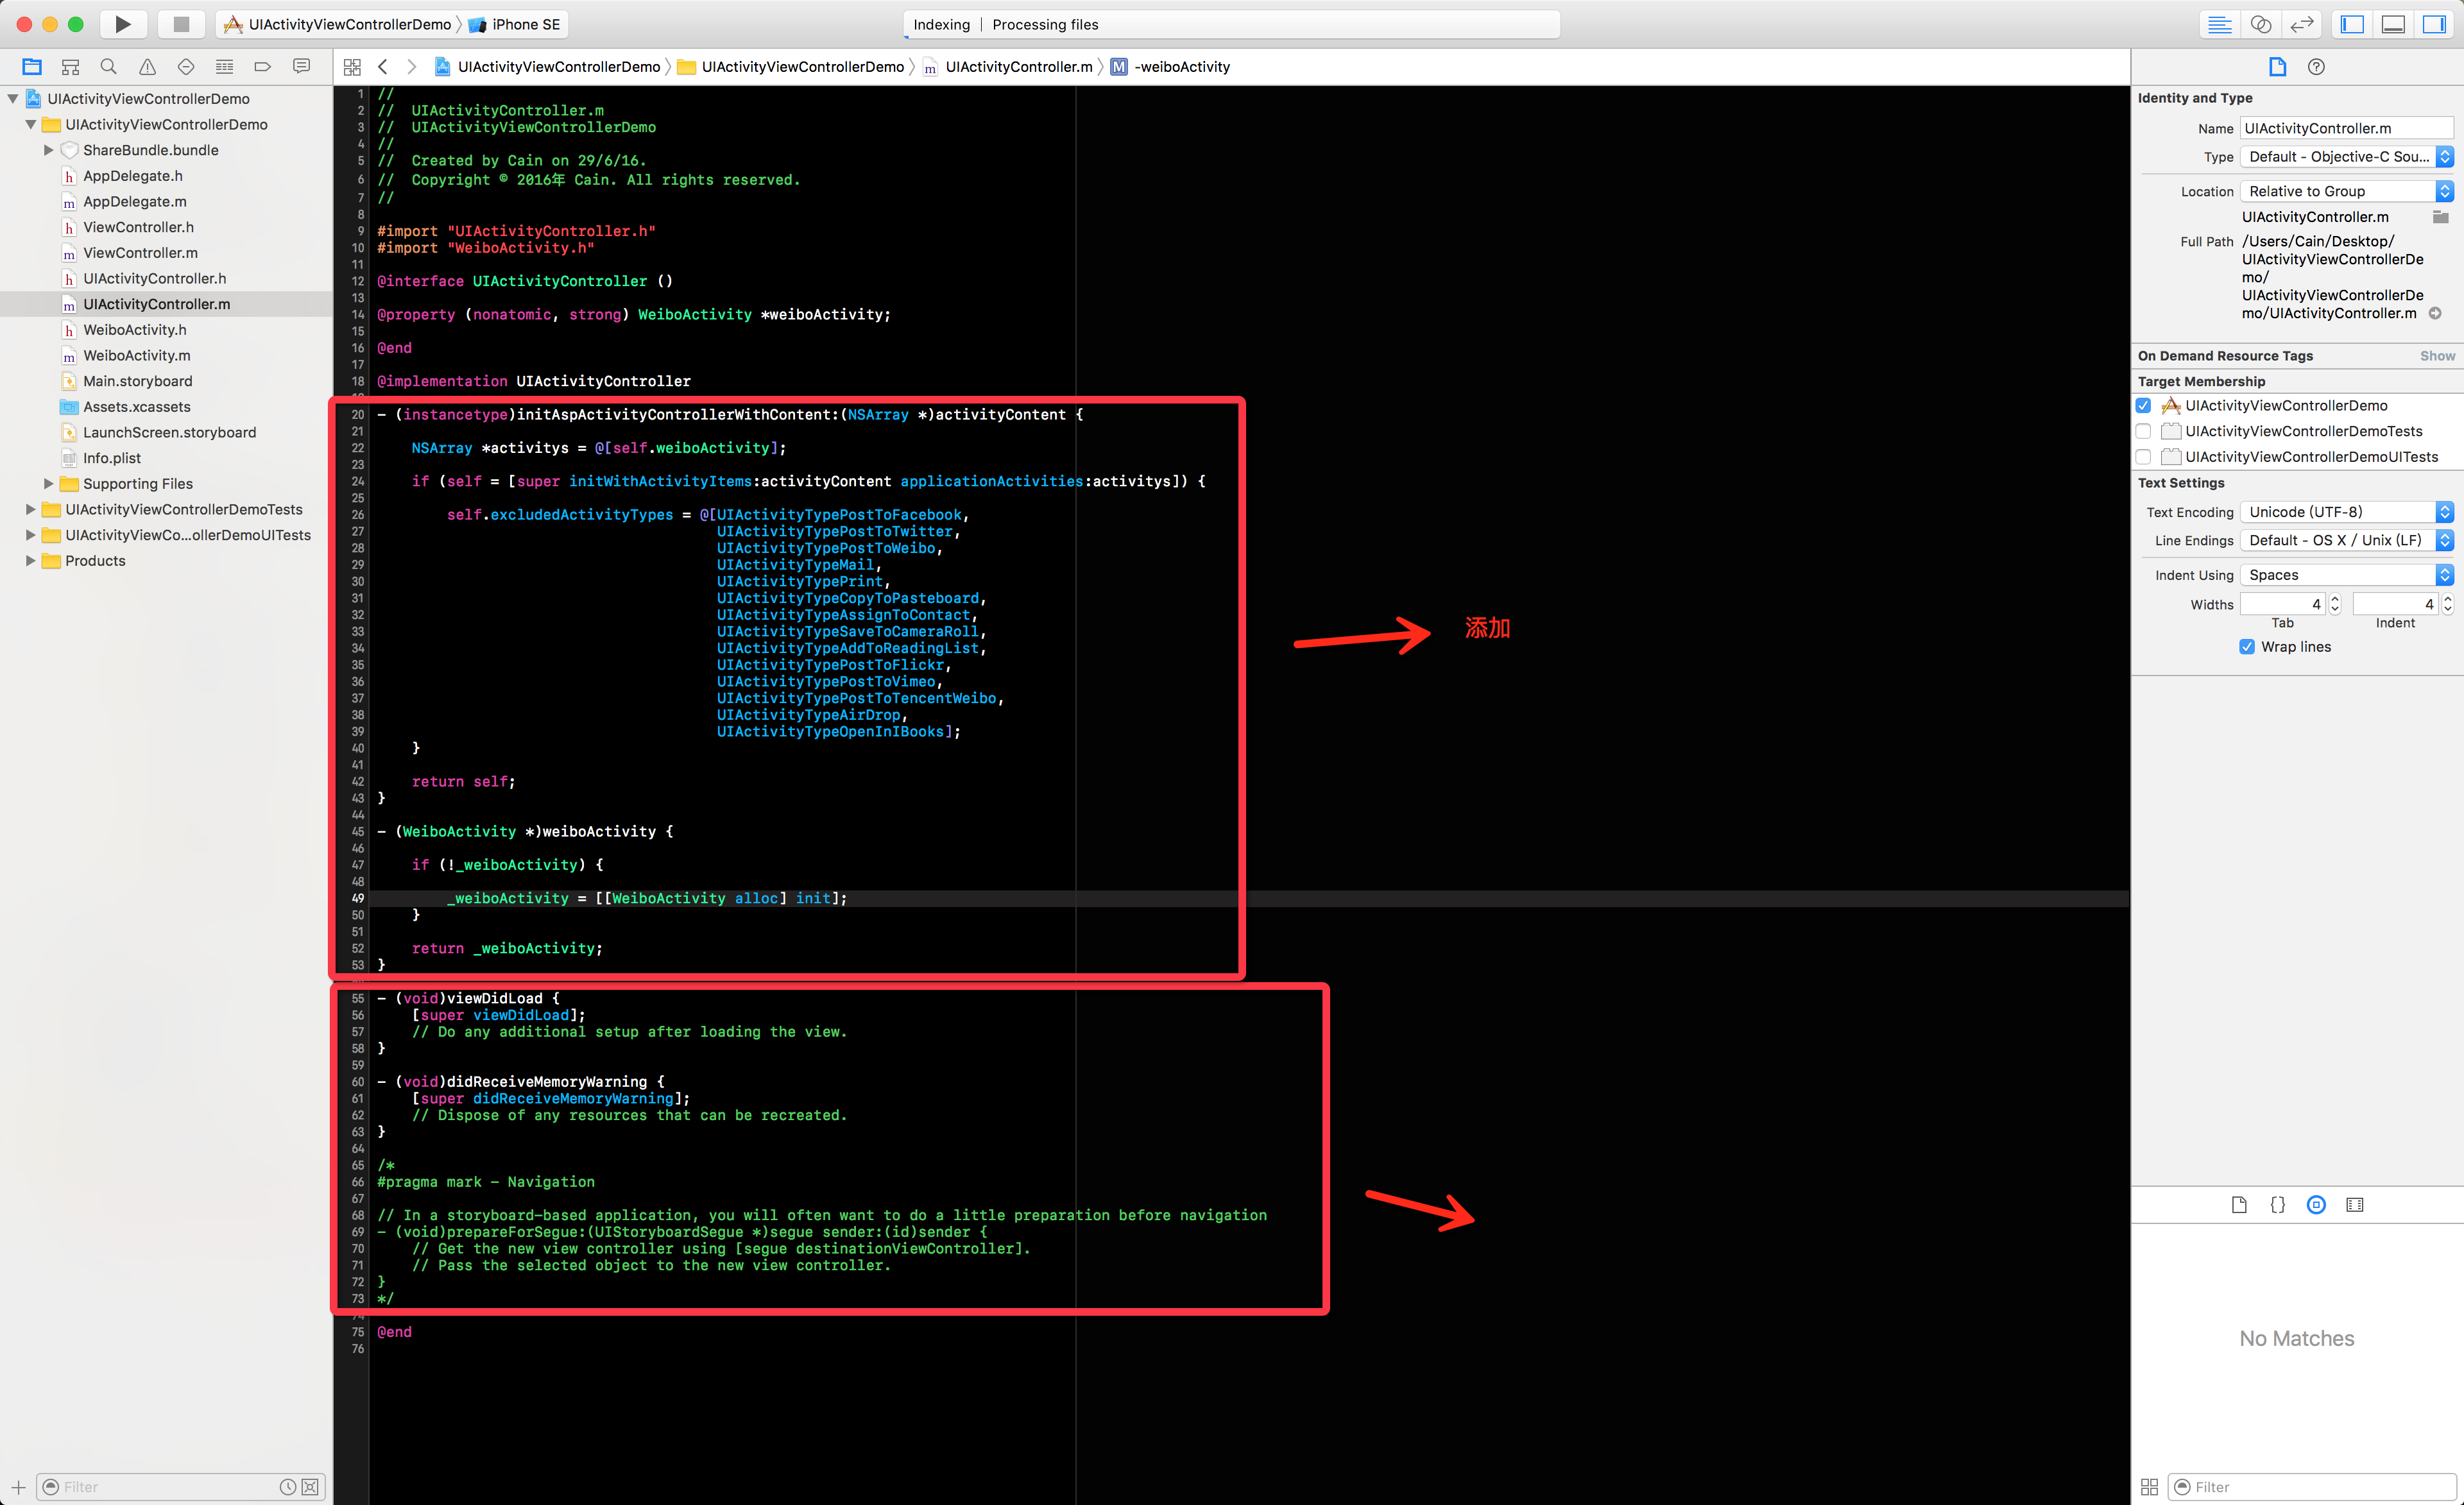 UIActivityViewControllerDemo
iPhone SE
Indexing | Processing files
UIActivityViewControllerDemo
UIActivityViewControllerDemo
UIActivityController.m
M -weiboActivity
UIActivityViewControllerDemo
UIActivityViewControllerDemo
ShareBundle.bundle
h AppDelegate.h
m AppDelegate.m
h ViewController.h
m ViewController.m
h UIActivityController.h
m UIActivityController.m
h WeiboActivity.h
m WeiboActivity.m
Main.storyboard
Assets.xcassets
LaunchScreen.storyboard
Info.plist
Supporting Files
UIActivityViewControllerDemoTests
UIActivityViewCo...ollerDemoUITests
Products
Filter
1 //
2 //  UIActivityController.m
3 //  UIActivityViewControllerDemo
4 //
5 //  Created by Cain on 29/6/16.
6 //  Copyright © 2016年 Cain. All rights reserved.
7 //
8
9 #import "UIActivityController.h"
10 #import "WeiboActivity.h"
11
12 @interface UIActivityController ()
13
14 @property (nonatomic, strong) WeiboActivity *weiboActivity;
15
16 @end
17
18 @implementation UIActivityController
20 - (instancetype)initAspActivityControllerWithContent:(NSArray *)activityContent {
21
22     NSArray *activitys = @[self.weiboActivity];
23
24     if (self = [super initWithActivityItems:activityContent applicationActivities:activitys]) {
25
26         self.excludedActivityTypes = @[UIActivityTypePostToFacebook,
27                                        UIActivityTypePostToTwitter,
28                                        UIActivityTypePostToWeibo,
29                                        UIActivityTypeMail,
30                                        UIActivityTypePrint,
31                                        UIActivityTypeCopyToPasteboard,
32                                        UIActivityTypeAssignToContact,
33                                        UIActivityTypeSaveToCameraRoll,
34                                        UIActivityTypeAddToReadingList,
35                                        UIActivityTypePostToFlickr,
36                                        UIActivityTypePostToVimeo,
37                                        UIActivityTypePostToTencentWeibo,
38                                        UIActivityTypeAirDrop,
39                                        UIActivityTypeOpenInIBooks];
40     }
41
42     return self;
43 }
44
45 - (WeiboActivity *)weiboActivity {
46
47     if (!_weiboActivity) {
48
49         _weiboActivity = [[WeiboActivity alloc] init];
50     }
51
52     return _weiboActivity;
53 }
55 - (void)viewDidLoad {
56     [super viewDidLoad];
57     // Do any additional setup after loading the view.
58 }
59
60 - (void)didReceiveMemoryWarning {
61     [super didReceiveMemoryWarning];
62     // Dispose of any resources that can be recreated.
63 }
64
65 /*
66 #pragma mark - Navigation
67
68 // In a storyboard-based application, you will often want to do a little preparation before navigation
69 - (void)prepareForSegue:(UIStoryboardSegue *)segue sender:(id)sender {
70     // Get the new view controller using [segue destinationViewController].
71     // Pass the selected object to the new view controller.
72 }
73 */
74
75 @end
76
添加
Identity and Type
Name UIActivityController.m
Type Default - Objective-C Sou...
Location Relative to Group
UIActivityController.m
Full Path /Users/Cain/Desktop/
UIActivityViewControllerDe
mo/
UIActivityViewControllerDe
mo/UIActivityController.m
On Demand Resource Tags Show
Target Membership
UIActivityViewControllerDemo
UIActivityViewControllerDemoTests
UIActivityViewControllerDemoUITests
Text Settings
Text Encoding Unicode (UTF-8)
Line Endings Default - OS X / Unix (LF)
Indent Using Spaces
Widths 4 4
Tab Indent
Wrap lines
{}
No Matches
Filter